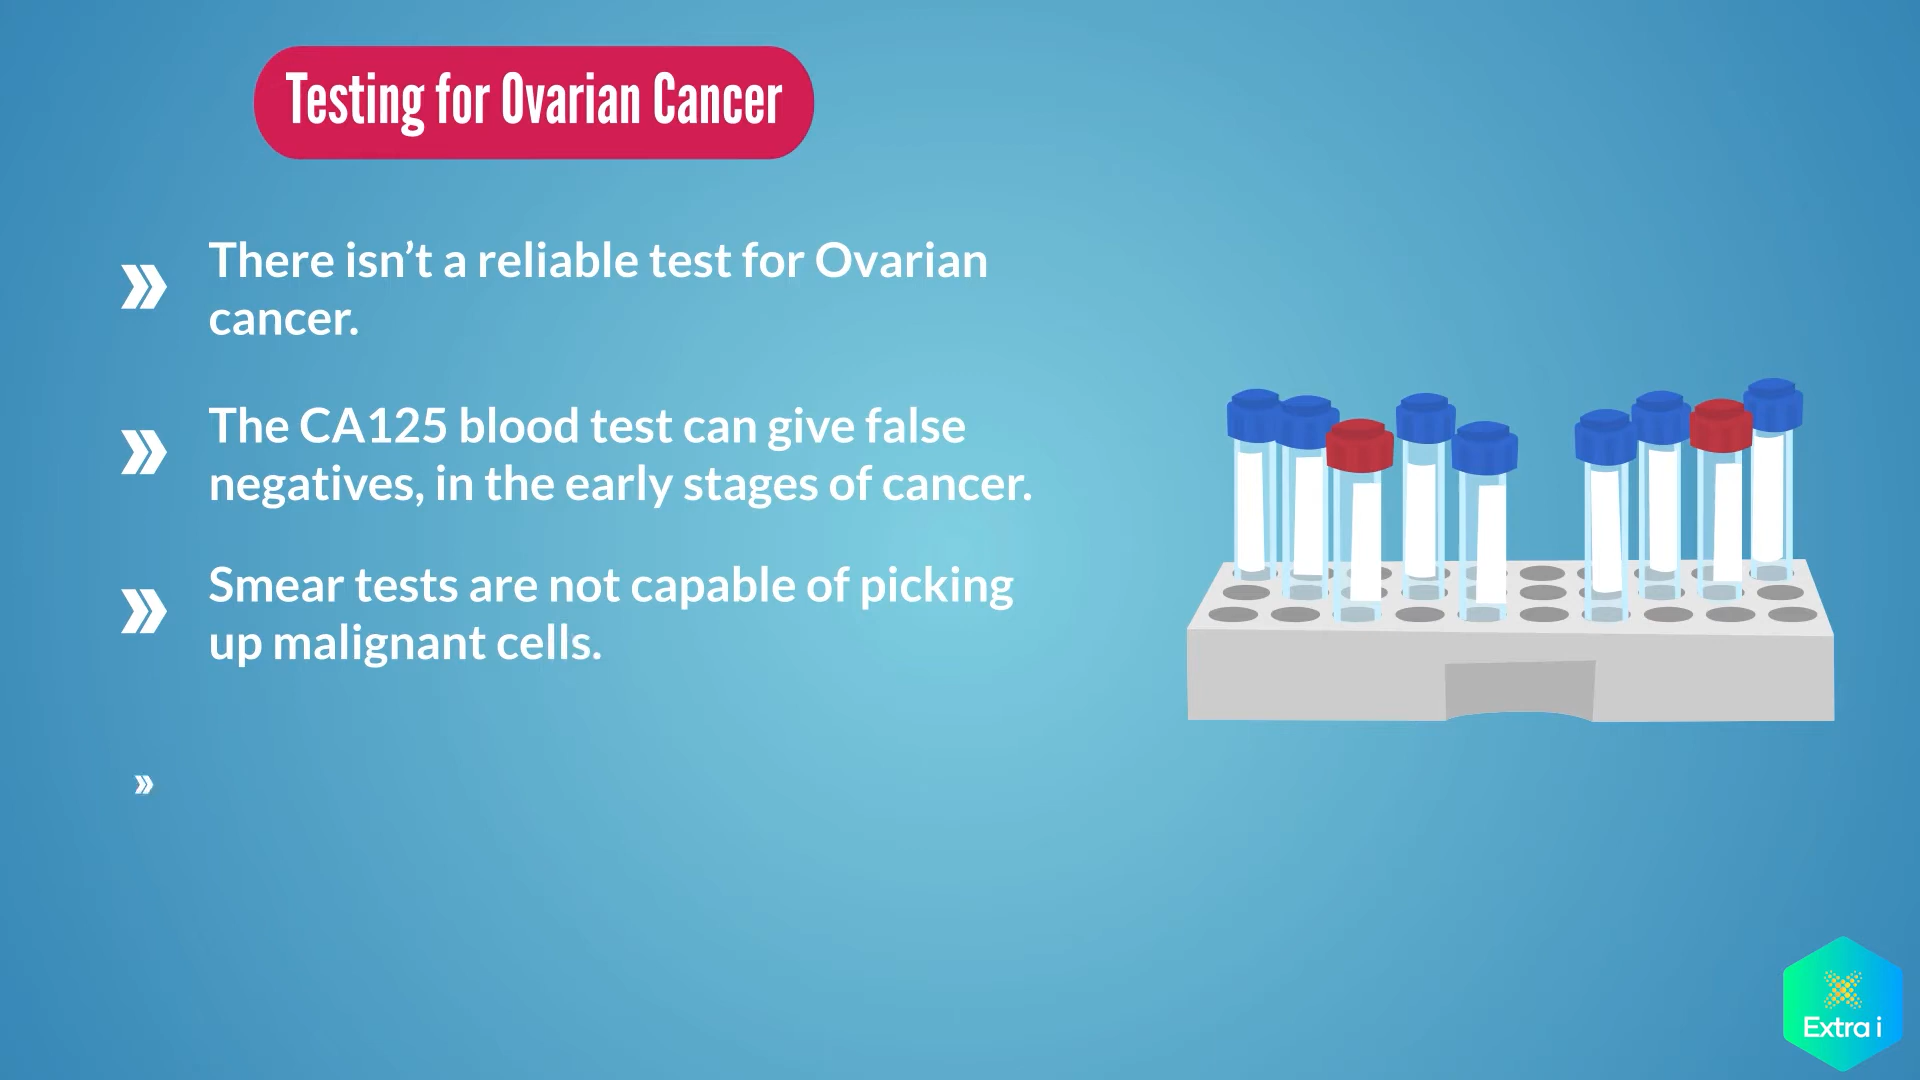 Testing for Ovarian Cancer
» There isn’t a reliable test for Ovarian
cancer.
» The CA125 blood test can give false
negatives, in the early stages of cancer.
» Smear tests are not capable of picking
up malignant cells.
»
Extra i